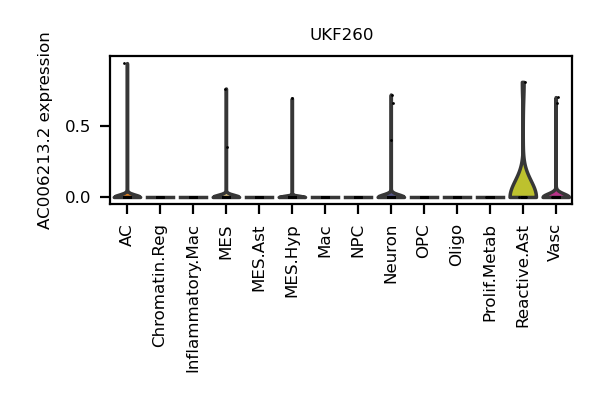 UKF260
AC006213.2 expression
0.5
0.0
AC
Chromatin.Reg
Inflammatory.Mac
MES
MES.Ast
MES.Hyp
Mac
NPC
Neuron
OPC
Oligo
Prolif.Metab
Reactive.Ast
Vasc